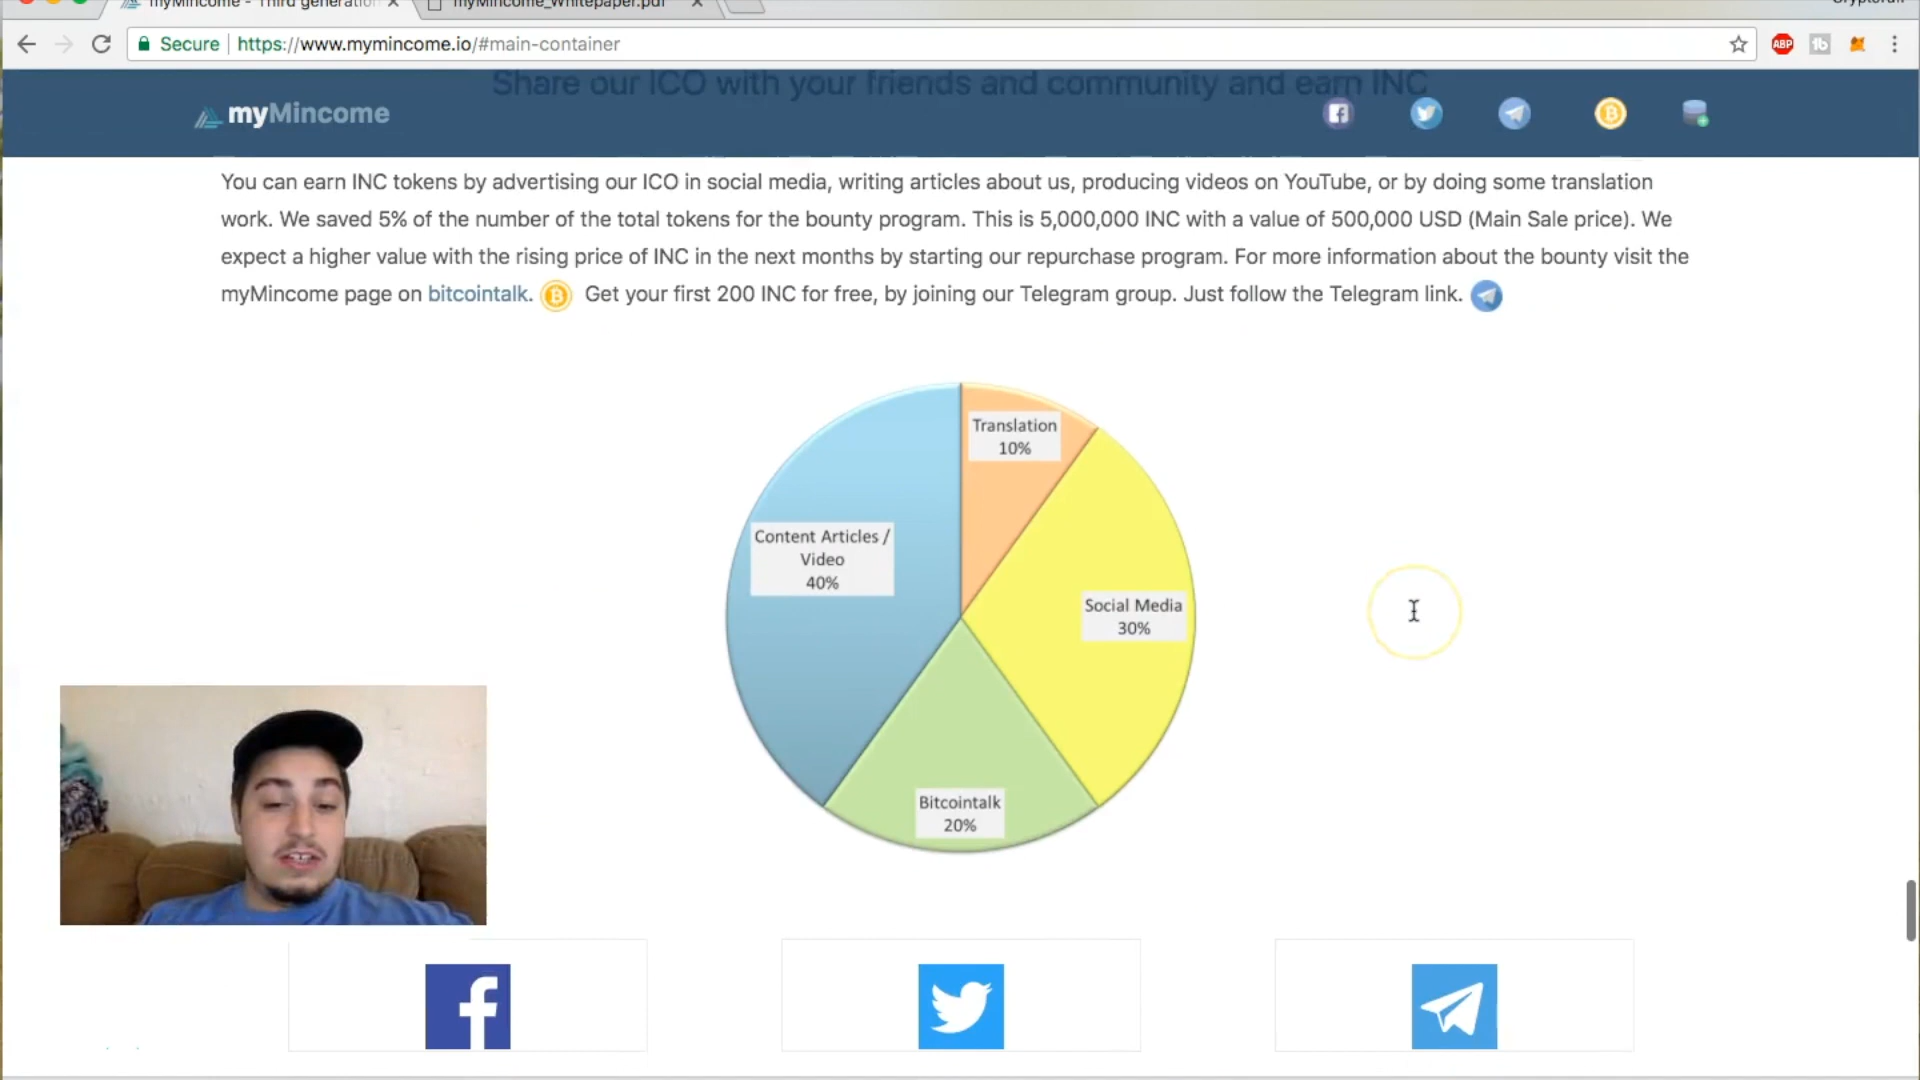 myMincome - Third generation
myMincome_Whitepaper.pdf
Secure https://www.mymincome.io/#main-container
ABP
Share our ICO with your friends and community and earn INC
myMincome
You can earn INC tokens by advertising our ICO in social media, writing articles about us, producing videos on YouTube, or by doing some translation
work. We saved 5% of the number of the total tokens for the bounty program. This is 5,000,000 INC with a value of 500,000 USD (Main Sale price). We
expect a higher value with the rising price of INC in the next months by starting our repurchase program. For more information about the bounty visit the
myMincome page on bitcointalk. Get your first 200 INC for free, by joining our Telegram group. Just follow the Telegram link.
Translation
10%
Content Articles /
Video
40%
Social Media
30%
Bitcointalk
20%